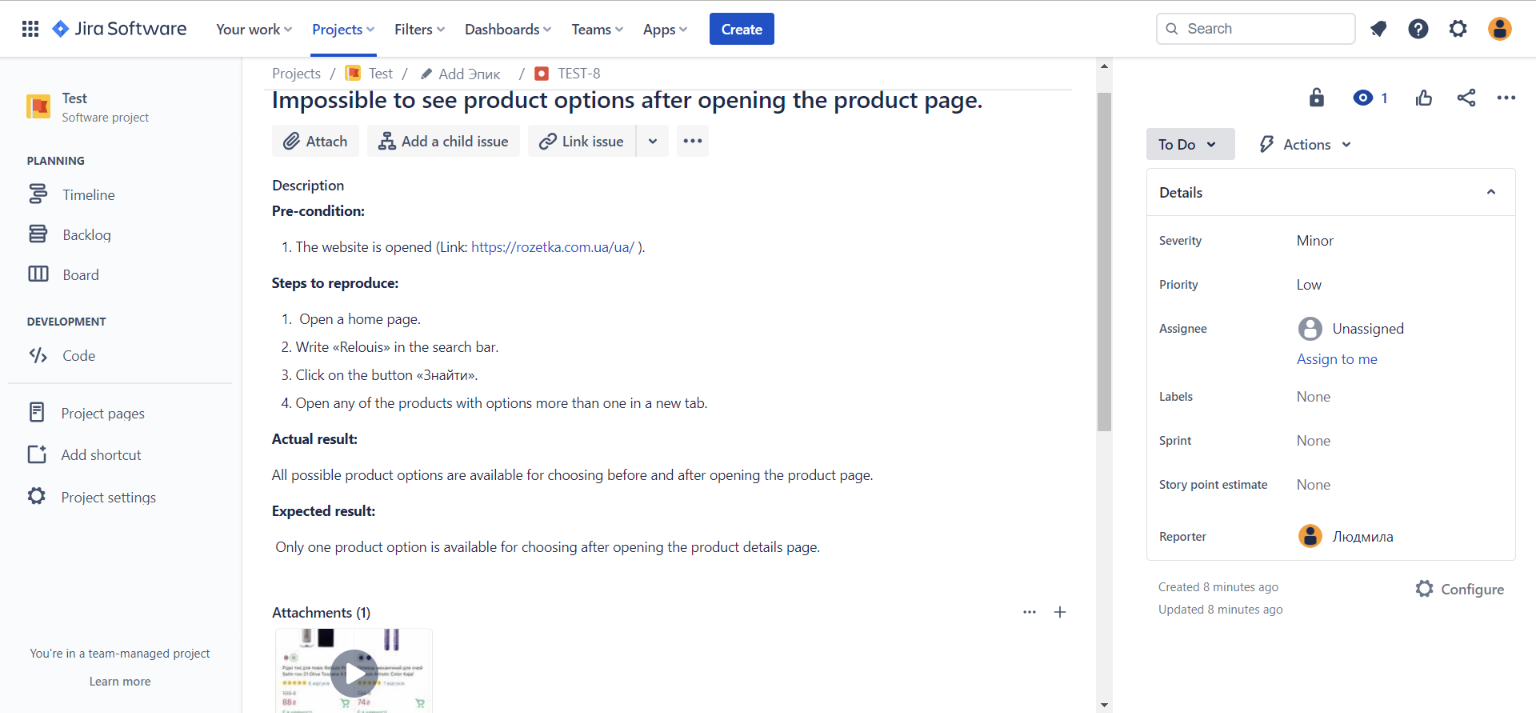 Jira Software Your work Projects Filters Dashboards Teams Apps Create Search
Test
Software project
PLANNING
Timeline
Backlog
Board
DEVELOPMENT
Code
Project pages
Add shortcut
Project settings
You're in a team-managed project
Learn more
Projects / Test / Add Эпик / TEST-8
Impossible to see product options after opening the product page.
Attach Add a child issue Link issue
Description
Pre-condition:
1. The website is opened (Link: https://rozetka.com.ua/ua/ ).
Steps to reproduce:
1. Open a home page.
2. Write «Relouis» in the search bar.
3. Click on the button «Знайти».
4. Open any of the products with options more than one in a new tab.
Actual result:
All possible product options are available for choosing before and after opening the product page.
Expected result:
Only one product option is available for choosing after opening the product details page.
Attachments (1)
88₴ 74₴
1
To Do Actions
Details
Severity Minor
Priority Low
Assignee Unassigned
Assign to me
Labels None
Sprint None
Story point estimate None
Reporter Людмила
Created 8 minutes ago Configure
Updated 8 minutes ago